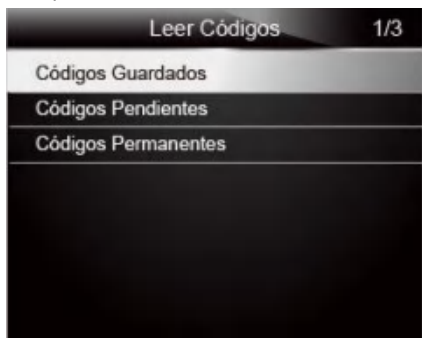 Leer Códigos 1/3
Códigos Guardados
Códigos Pendientes
Códigos Permanentes